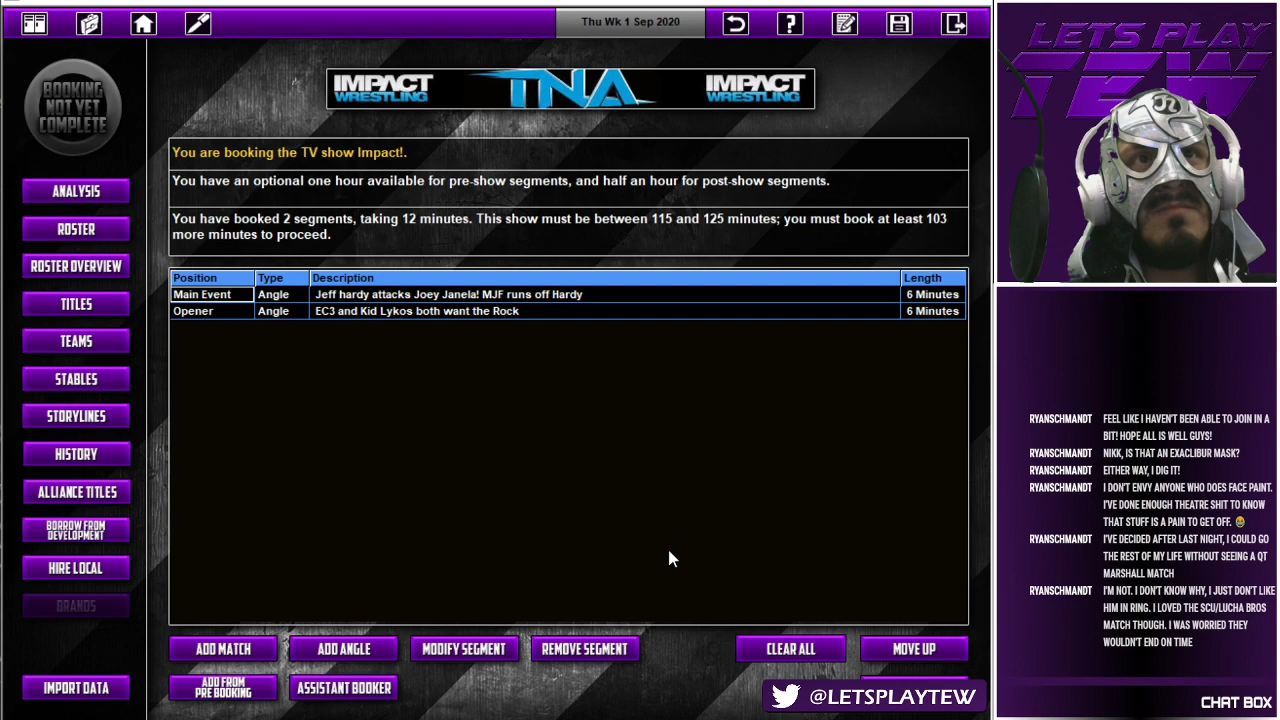 Thu Wk 1 Sep 2020
LETS PLAY
TEW
BOOKING
NOT YET
COMPLETE
IMPACT
WRESTLING
TNA
IMPACT
WRESTLING
You are booking the TV show Impact!.
You have an optional one hour available for pre-show segments, and half an hour for post-show segments.
You have booked 2 segments, taking 12 minutes. This show must be between 115 and 125 minutes; you must book at least 103
more minutes to proceed.
Position Type Description Length
Main Event Angle Jeff hardy attacks Joey Janela! MJF runs off Hardy 6 Minutes
Opener Angle EC3 and Kid Lykos both want the Rock 6 Minutes
ANALYSIS
ROSTER
ROSTER OVERVIEW
TITLES
TEAMS
STABLES
STORYLINES
HISTORY
ALLIANCE TITLES
BORROW FROM
DEVELOPMENT
HIRE LOCAL
BRANDS
IMPORT DATA
ADD MATCH
ADD ANGLE
MODIFY SEGMENT
REMOVE SEGMENT
CLEAR ALL
MOVE UP
ADD FROM
PRE BOOKING
ASSISTANT BOOKER
@LETSPLAYTEW
RYANSCHMANDT FEEL LIKE I HAVEN'T BEEN ABLE TO JOIN IN A
BIT! HOPE ALL IS WELL GUYS!
RYANSCHMANDT NIKK, IS THAT AN EXACLIBUR MASK?
RYANSCHMANDT EITHER WAY, I DIG IT!
RYANSCHMANDT I DON'T ENVY ANYONE WHO DOES FACE PAINT.
I'VE DONE ENOUGH THEATRE SHIT TO KNOW
THAT STUFF IS A PAIN TO GET OFF. 😂
RYANSCHMANDT I'VE DECIDED AFTER LAST NIGHT, I COULD GO
THE REST OF MY LIFE WITHOUT SEEING A QT
MARSHALL MATCH
RYANSCHMANDT I'M NOT. I DON'T KNOW WHY, I JUST DON'T LIKE
HIM IN RING. I LOVED THE SCU/LUCHA BROS
MATCH THOUGH. I WAS WORRIED THEY
WOULDN'T END ON TIME
CHAT BOX